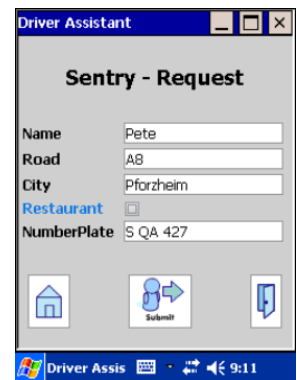 Driver Assistant
Sentry - Request
Name Pete
Road A8
City Pforzheim
Restaurant
NumberPlate S QA 427
Submit
Driver Assis 9:11